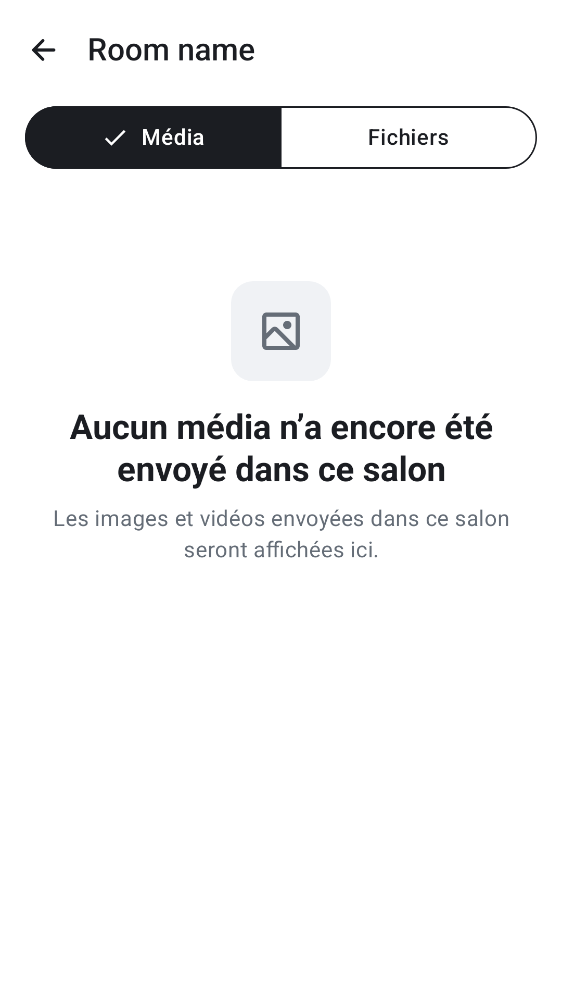 Room name
Média
Fichiers
Aucun média n’a encore été
envoyé dans ce salon
Les images et vidéos envoyées dans ce salon
seront affichées ici.